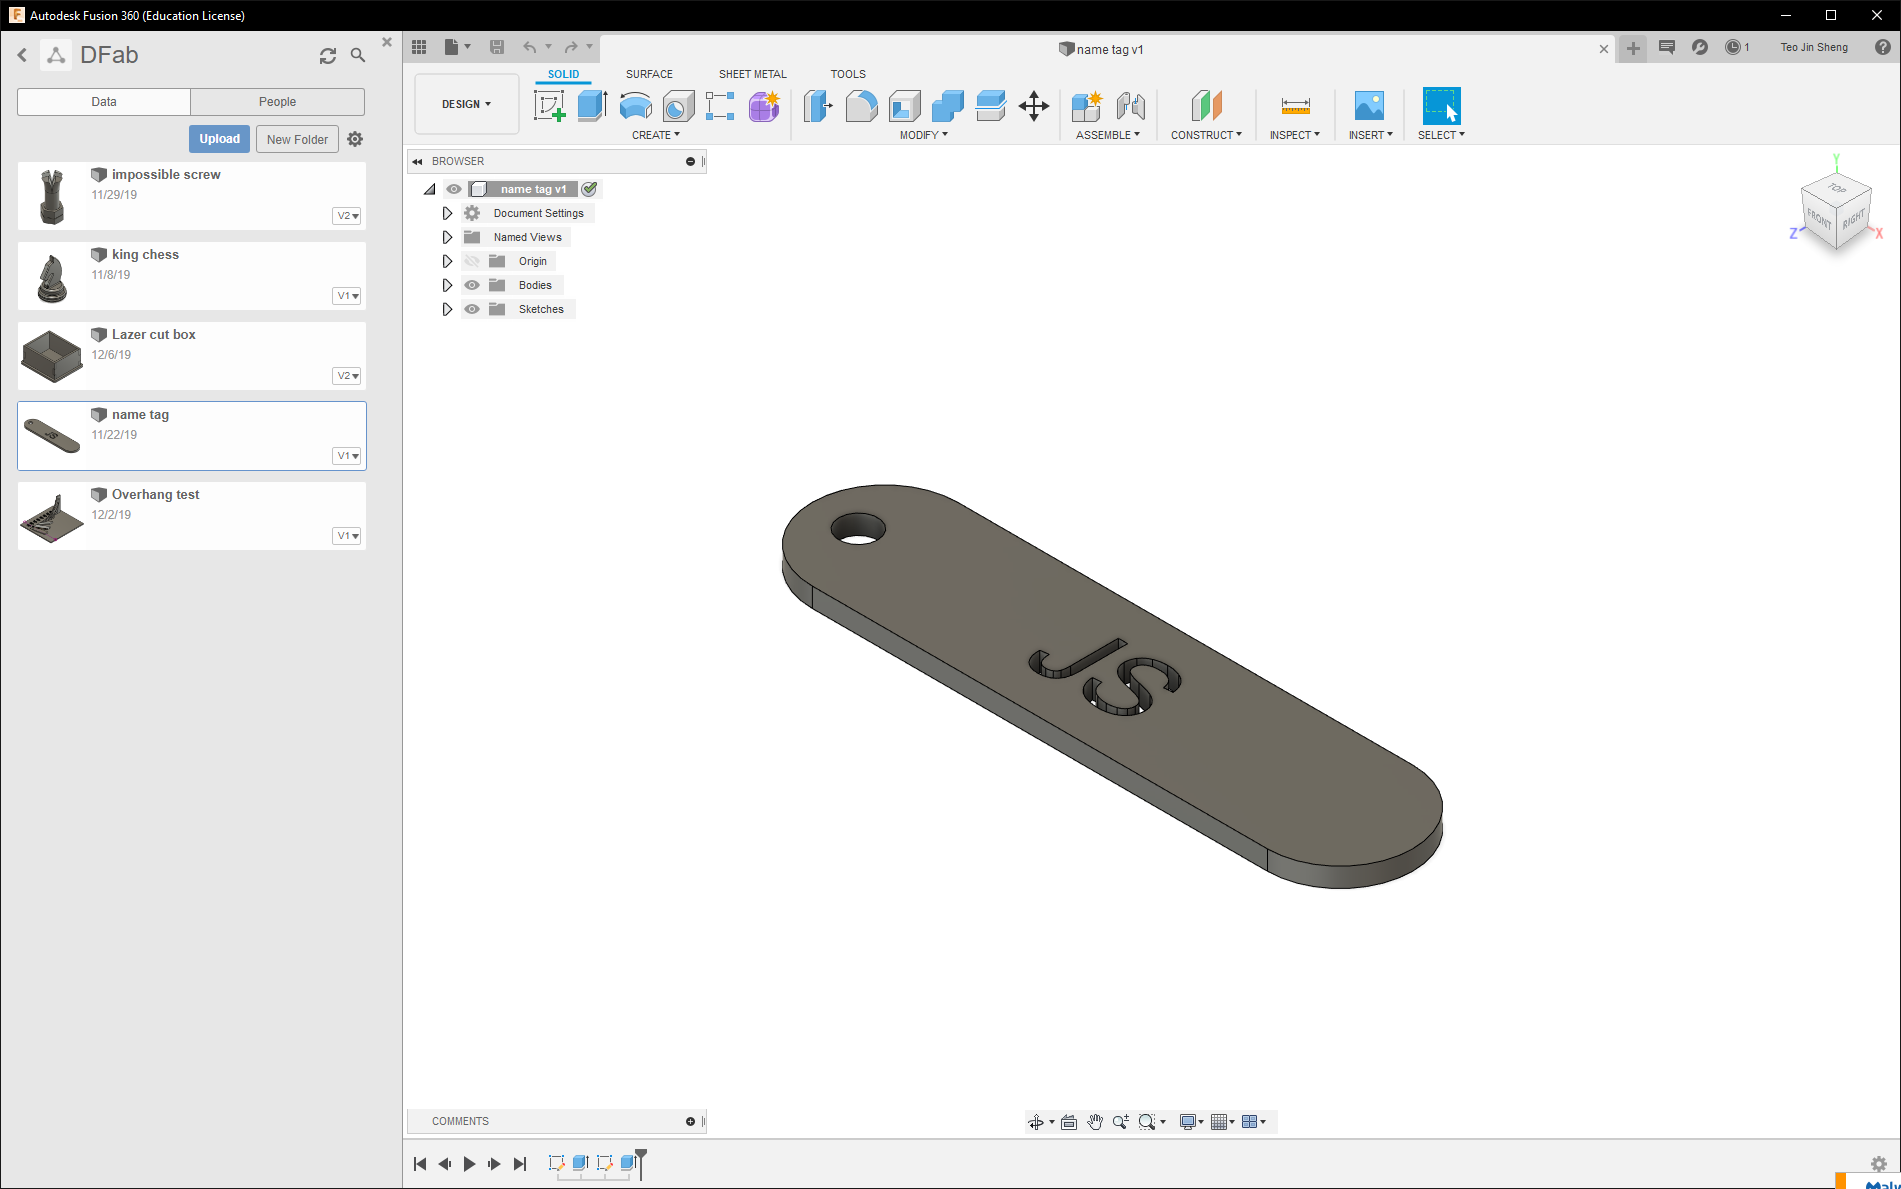 Autodesk Fusion 360 (Education License)
DFab
Data
People
Upload
New Folder
impossible screw
11/29/19
V2
king chess
11/8/19
V1
Lazer cut box
12/6/19
V2
name tag
11/22/19
V1
Overhang test
12/2/19
V1
name tag v1
1
Teo Jin Sheng
DESIGN
SOLID
SURFACE
SHEET METAL
TOOLS
CREATE
MODIFY
ASSEMBLE
CONSTRUCT
INSPECT
INSERT
SELECT
BROWSER
name tag v1
Document Settings
Named Views
Origin
Bodies
Sketches
Y
TOP
FRONT
RIGHT
Z
X
JS
COMMENTS